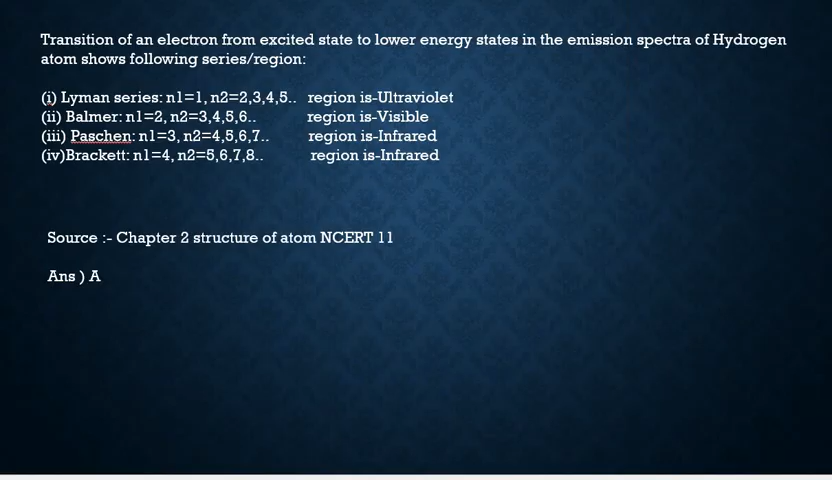 Transition of an electron from excited state to lower energy states in the emission spectra of Hydrogen
atom shows following series/region:
(i) Lyman series: n1=1, n2=2,3,4,5.. region is-Ultraviolet
(ii) Balmer: n1=2, n2=3,4,5,6.. region is-Visible
(iii) Paschen: n1=3, n2=4,5,6,7.. region is-Infrared
(iv)Brackett: n1=4, n2=5,6,7,8.. region is-Infrared
Source :- Chapter 2 structure of atom NCERT 11
Ans ) A